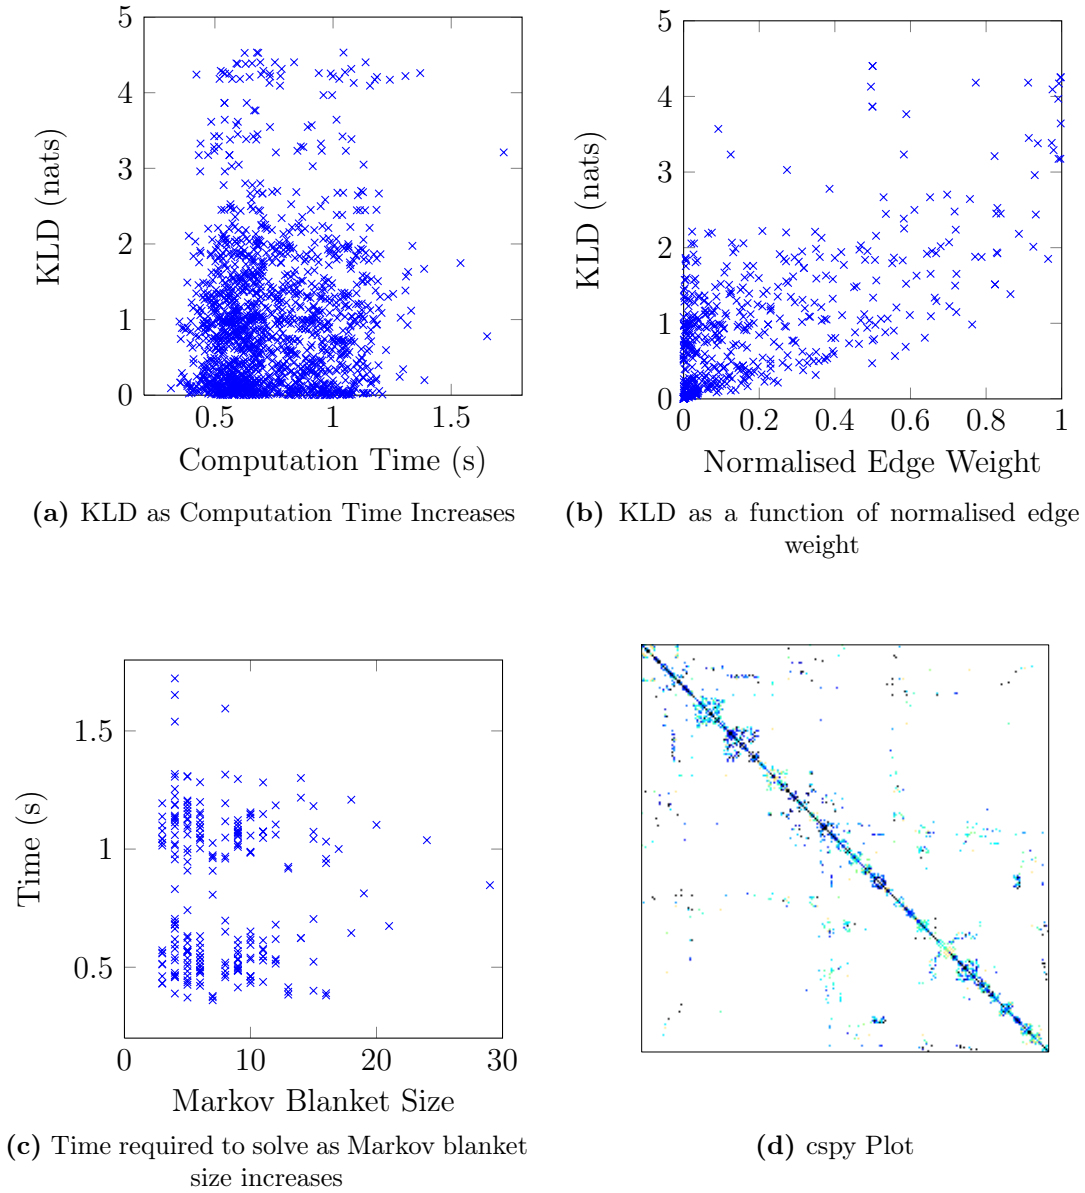 5
4
3
2
1
0
KLD (nats)
0.5 1 1.5
Computation Time (s)
(a) KLD as Computation Time Increases
5
4
3
2
1
0
KLD (nats)
0 0.2 0.4 0.6 0.8 1
Normalised Edge Weight
(b) KLD as a function of normalised edge
weight
1.5
1
0.5
Time (s)
0 10 20 30
Markov Blanket Size
(c) Time required to solve as Markov blanket
size increases
(d) cspy Plot